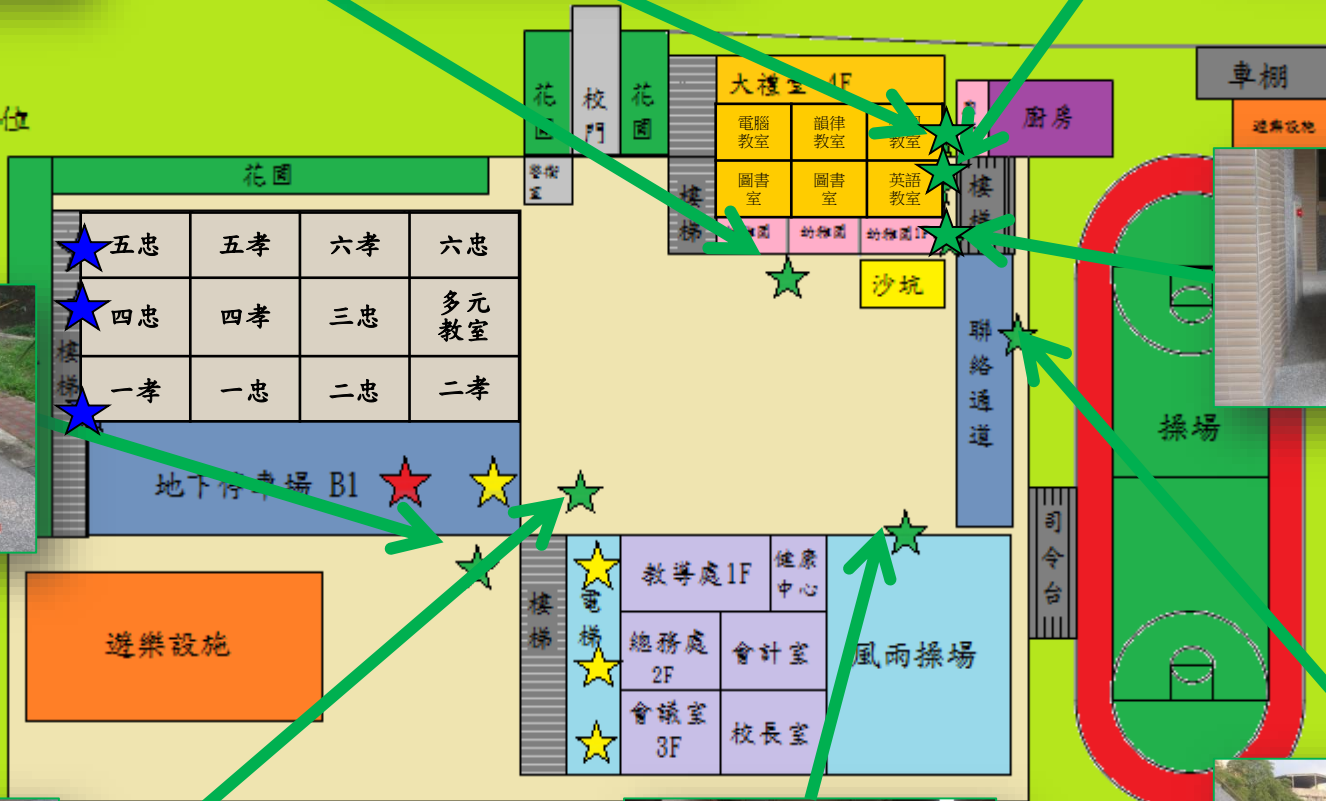 位
花園
校門
花園
警衛室
大禮堂 4F
電腦教室
韻律教室
教室
圖書室
圖書室
英語教室
樓梯
幼稚園
幼稚園1F
沙坑
廚房
樓梯
車棚
遊樂設施
花園
五忠
五孝
六孝
六忠
四忠
四孝
三忠
多元教室
一孝
一忠
二忠
二孝
樓梯
地下停車場 B1
聯絡通道
操場
司令台
遊樂設施
樓梯
電梯
教導處1F
健康中心
總務處2F
會計室
會議室3F
校長室
風雨操場